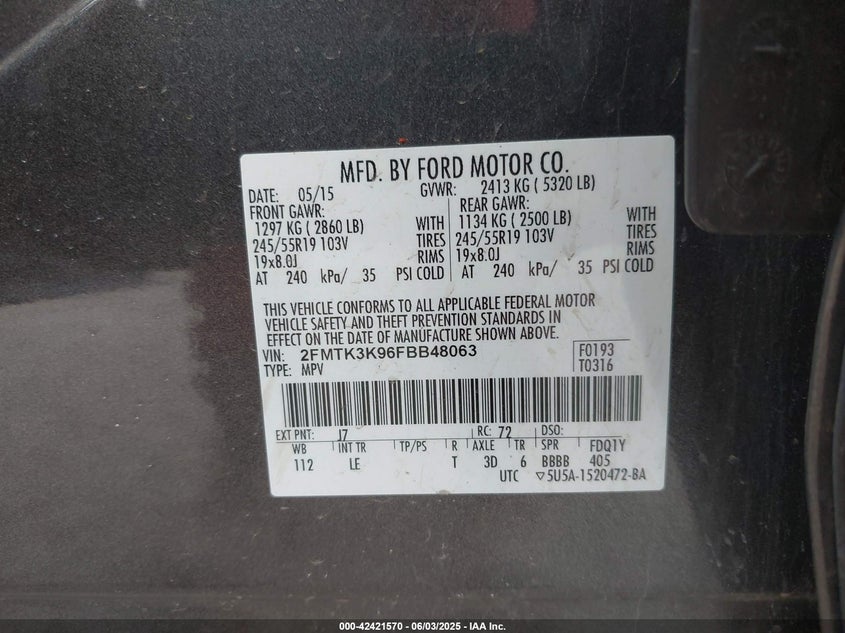 MFD. BY FORD MOTOR CO.
DATE: 05/15 GVWR: 2413 KG ( 5320 LB)
FRONT GAWR: REAR GAWR:
1297 KG ( 2860 LB) WITH 1134 KG ( 2500 LB) WITH
245/55R19 103V TIRES 245/55R19 103V TIRES
19x8.0J RIMS 19x8.0J RIMS
AT 240 kPa/ 35 PSI COLD AT 240 kPa/ 35 PSI COLD
THIS VEHICLE CONFORMS TO ALL APPLICABLE FEDERAL MOTOR
VEHICLE SAFETY AND THEFT PREVENTION STANDARDS IN
EFFECT ON THE DATE OF MANUFACTURE SHOWN ABOVE.
VIN: 2FMTK3K96FBB48063 F0193
TYPE: MPV T0316
EXT PNT: J7 RC: 72 DSO:
WB INT TR TP/PS R AXLE TR SPR FDQ1Y
112 LE T 3D 6 BBBB 405
UTC ▽5U5A-1520472-BA
000-42421570 - 06/03/2025 - IAA Inc.